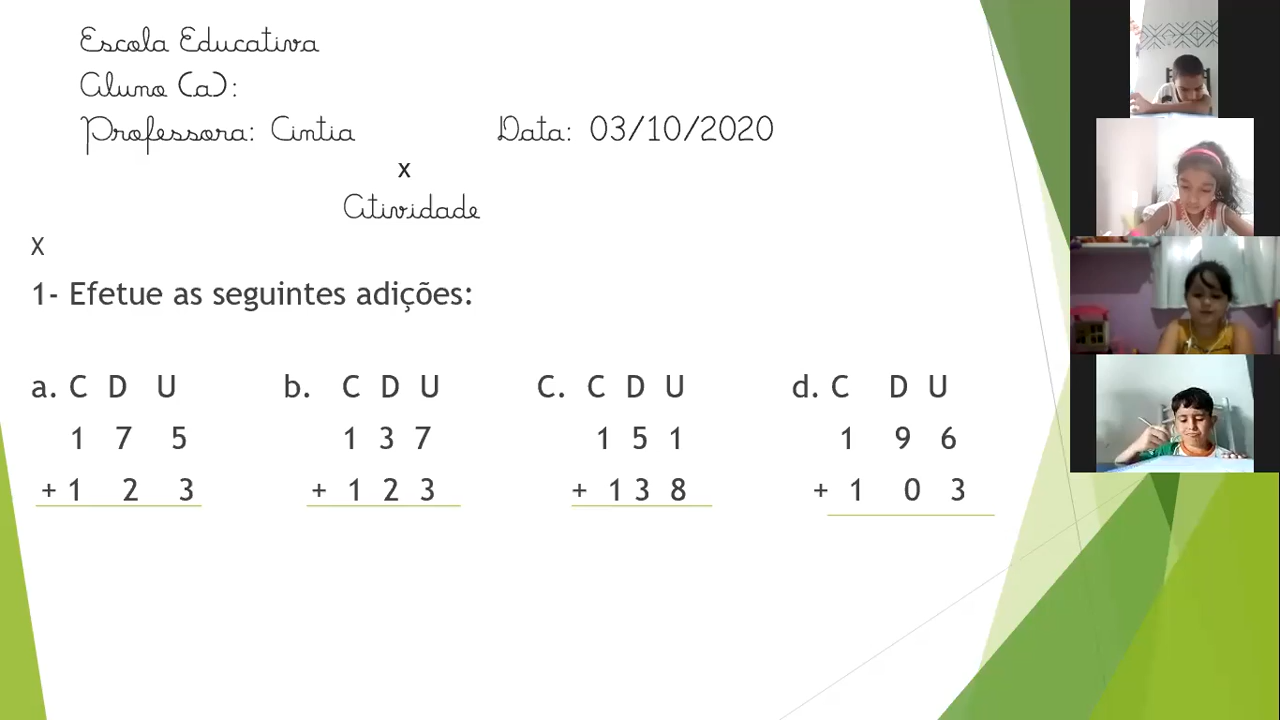 Escola Educativa
Aluno (a):
Professora: Cintia Data: 03/10/2020
x
Atividade
X
1- Efetue as seguintes adições:
a. C D U b. C D U C. C D U d. C D U
1 7 5 1 3 7 1 5 1 1 9 6
+ 1 2 3 + 1 2 3 + 1 3 8 + 1 0 3